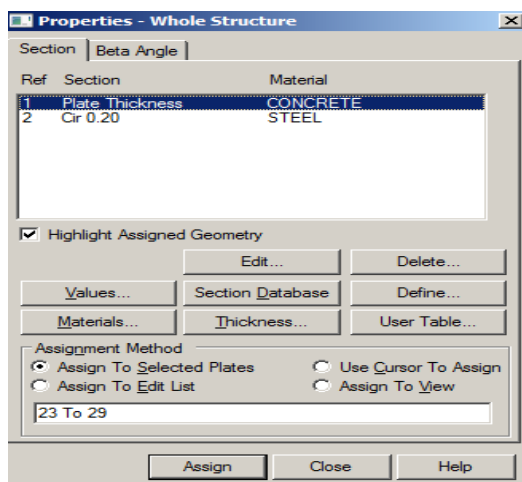 Properties - Whole Structure
Section Beta Angle
Ref Section Material
1 Plate Thickness CONCRETE
2 Cir 0.20 STEEL
Highlight Assigned Geometry
Edit... Delete...
Values... Section Database Define...
Materials... Thickness... User Table...
Assignment Method
Assign To Selected Plates Use Cursor To Assign
Assign To Edit List Assign To View
23 To 29
Assign Close Help